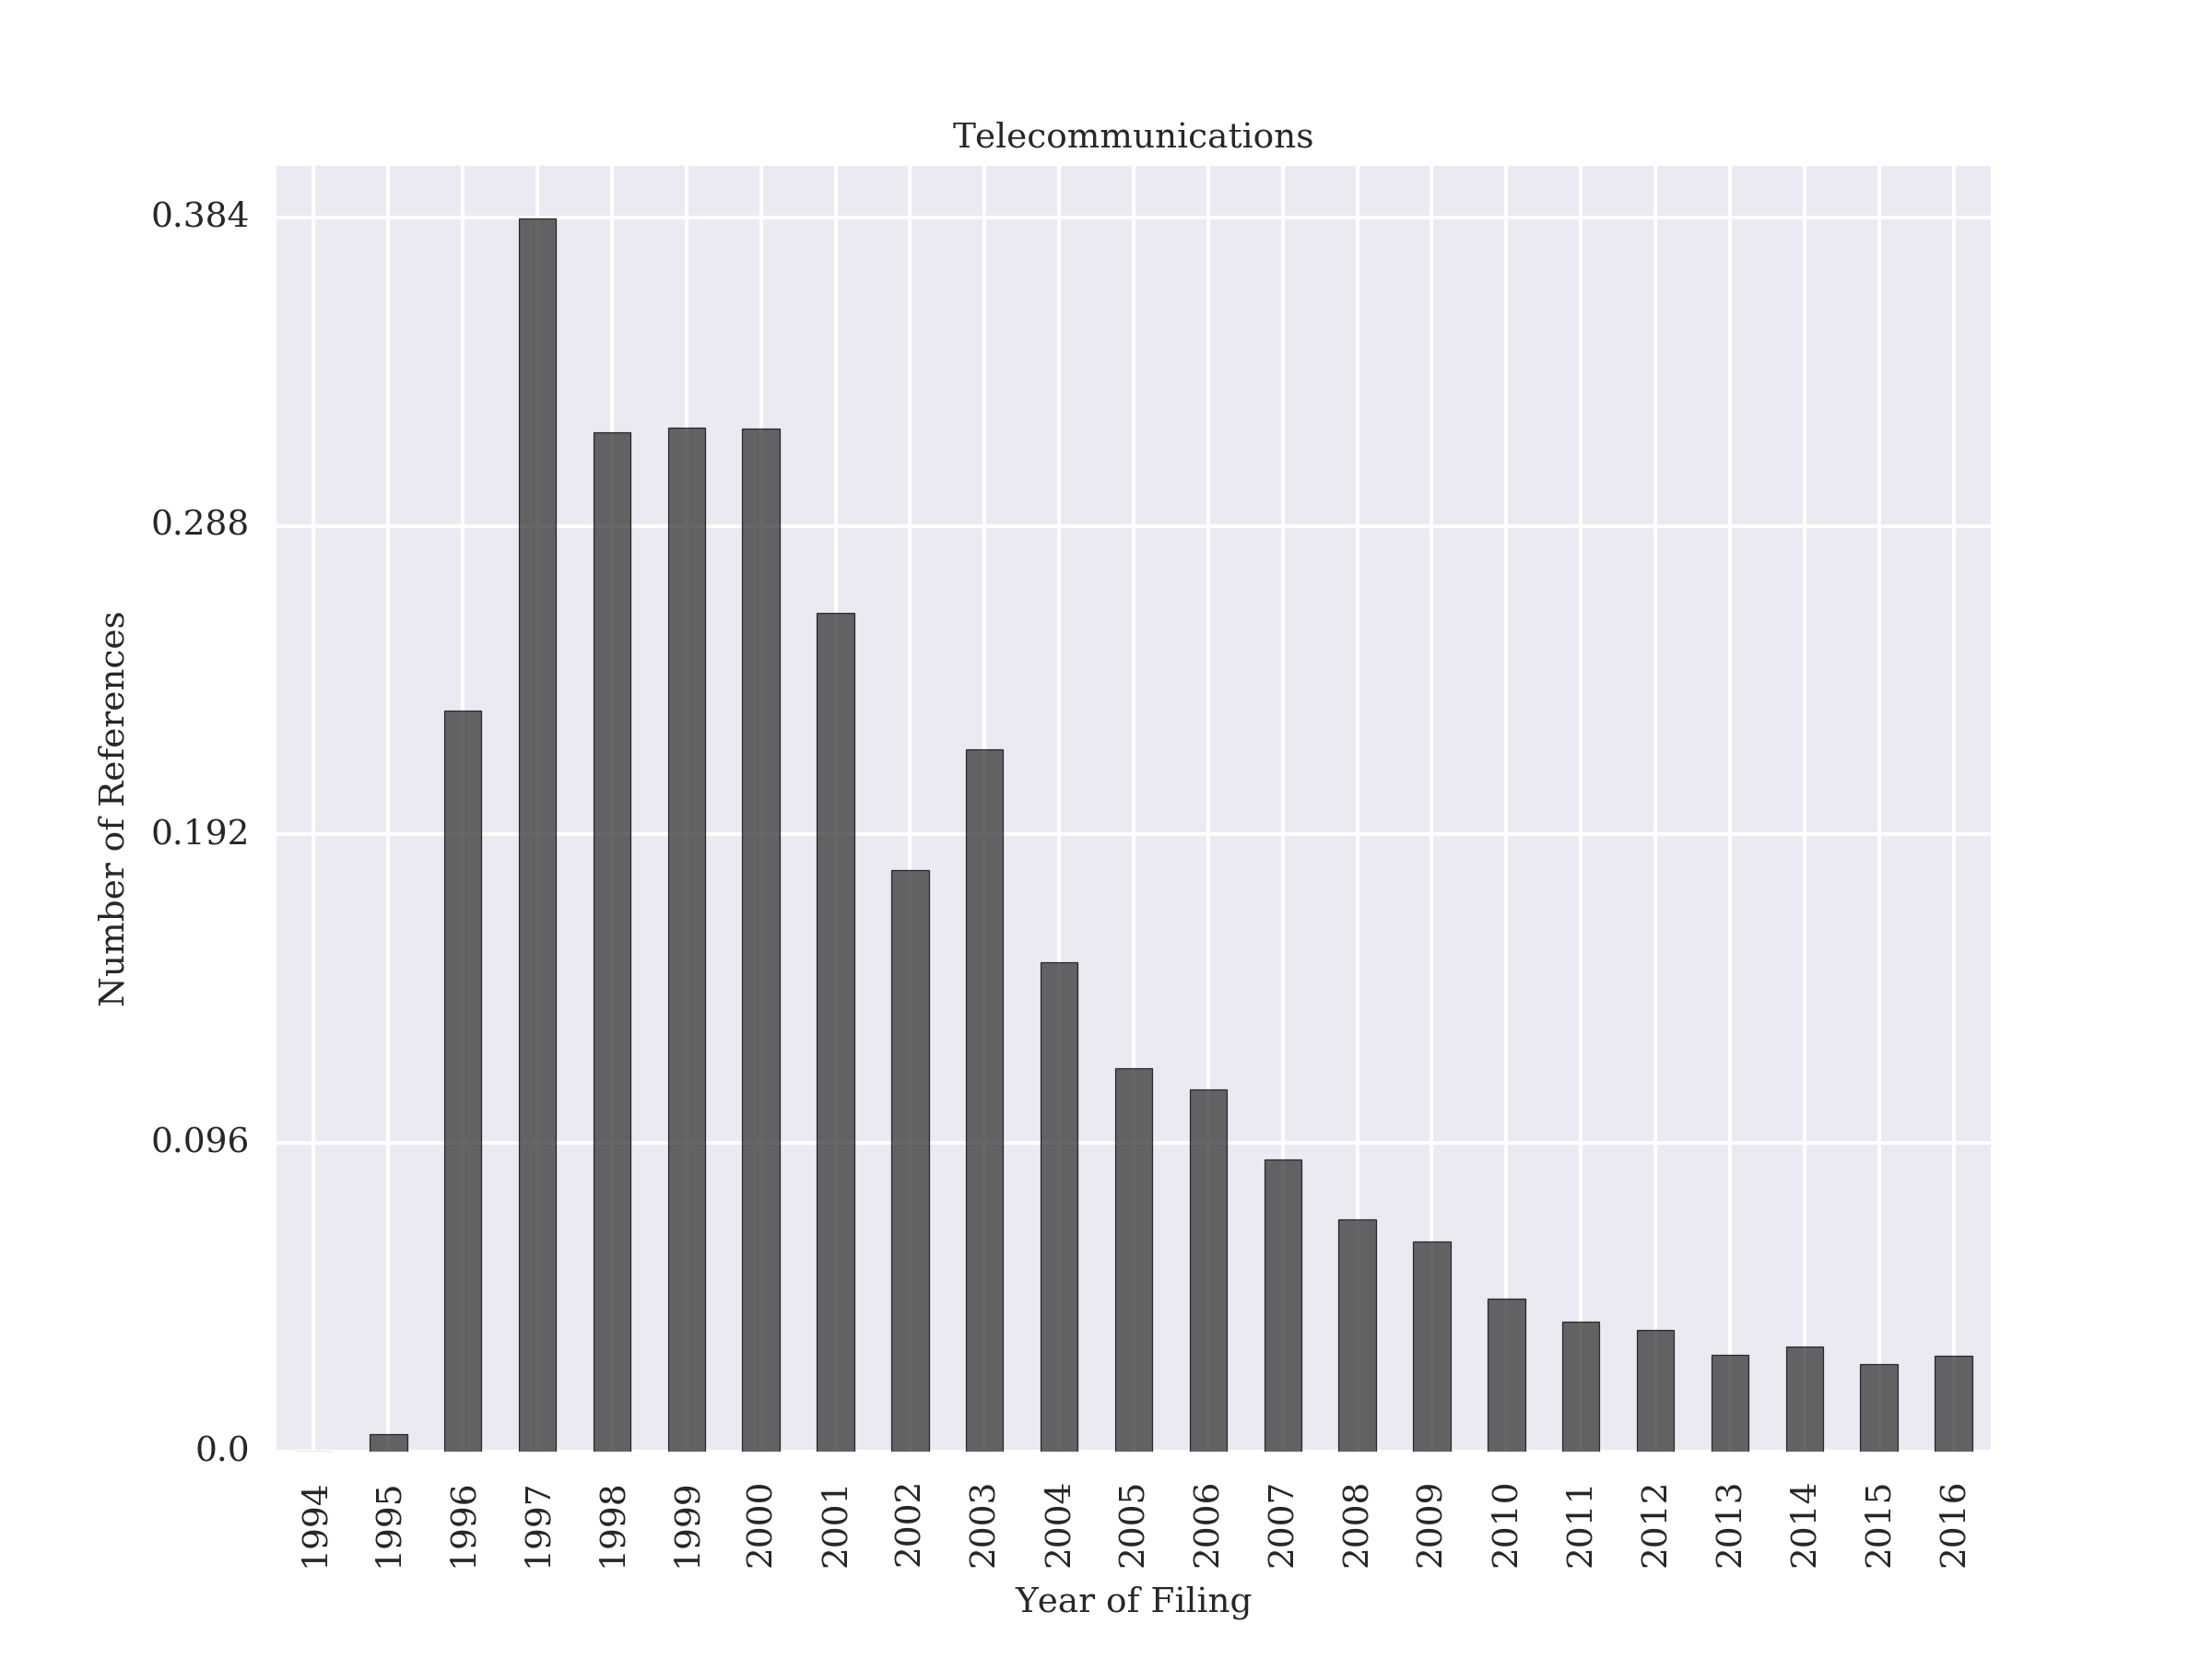 Telecommunications
Number of References
0.384
0.288
0.192
0.096
0.0
1994 1995 1996 1997 1998 1999 2000 2001 2002 2003 2004 2005 2006 2007 2008 2009 2010 2011 2012 2013 2014 2015 2016
Year of Filing